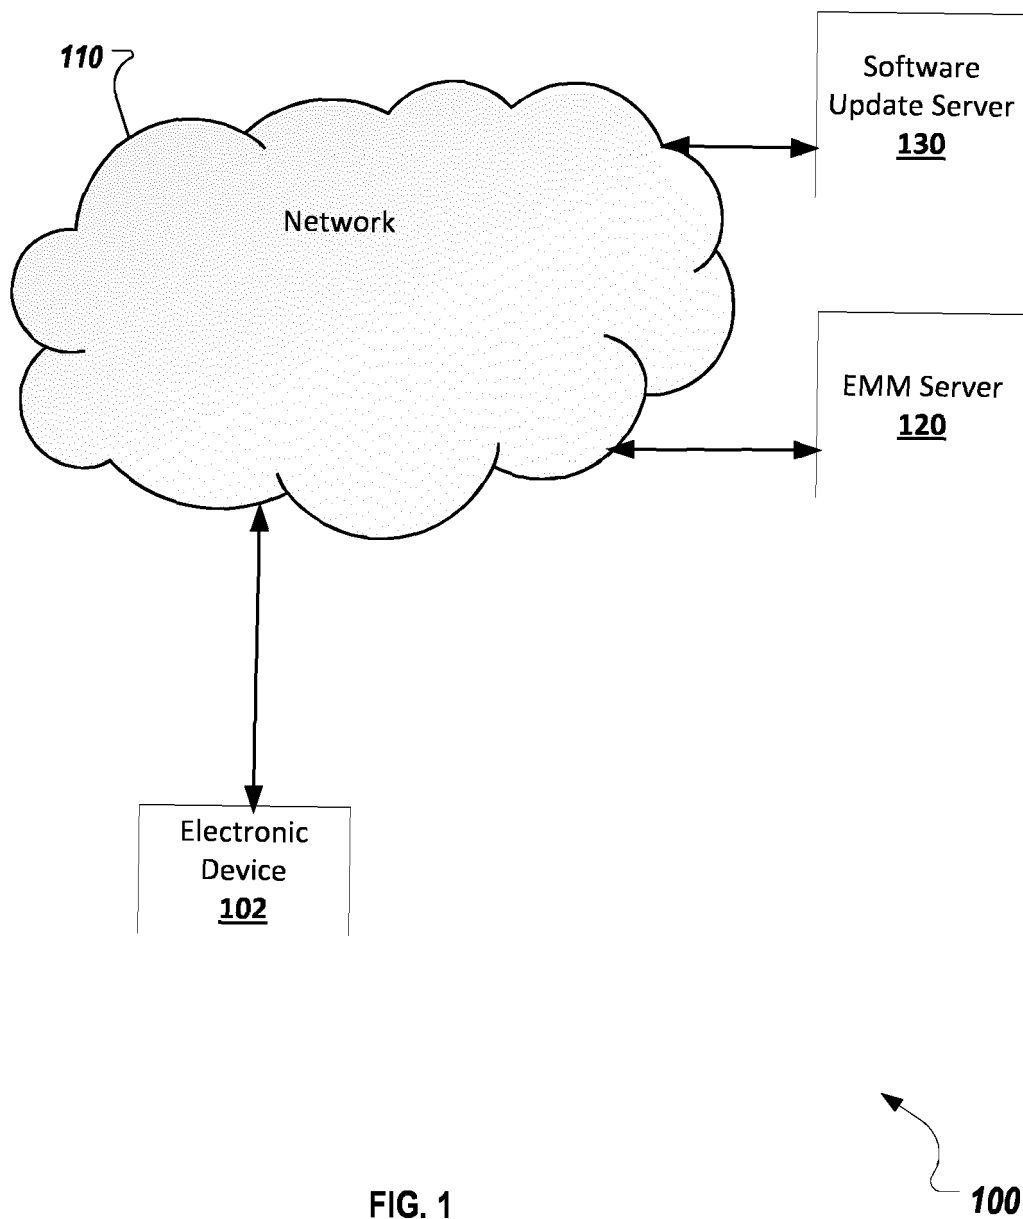 110
Software
Update Server
130
Network
EMM Server
120
Electronic
Device
102
100
FIG. 1